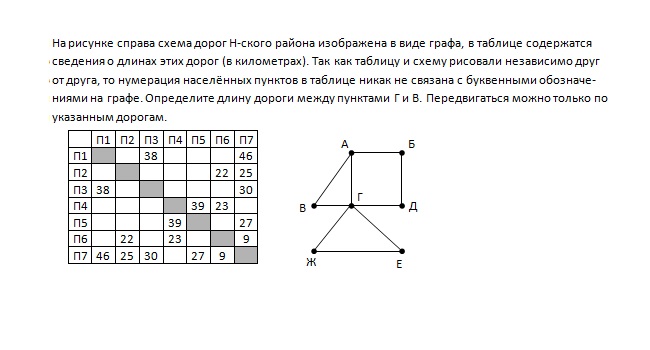 На рисунке справа схема дорог Н-ского района изображена в виде графа, в таблице содержатся
сведения о длинах этих дорог (в километрах). Так как таблицу и схему рисовали независимо друг
от друга, то нумерация населённых пунктов в таблице никак не связана с буквенными обозначе-
ниями на графе. Определите длину дороги между пунктами Г и В. Передвигаться можно только по
указанным дорогам.
П1 П2 П3 П4 П5 П6 П7
П1 38 46
П2 22 25
П3 38 30
П4 39 23
П5 39 27
П6 22 23 9
П7 46 25 30 27 9
А Б
Г
В Д
Ж Е